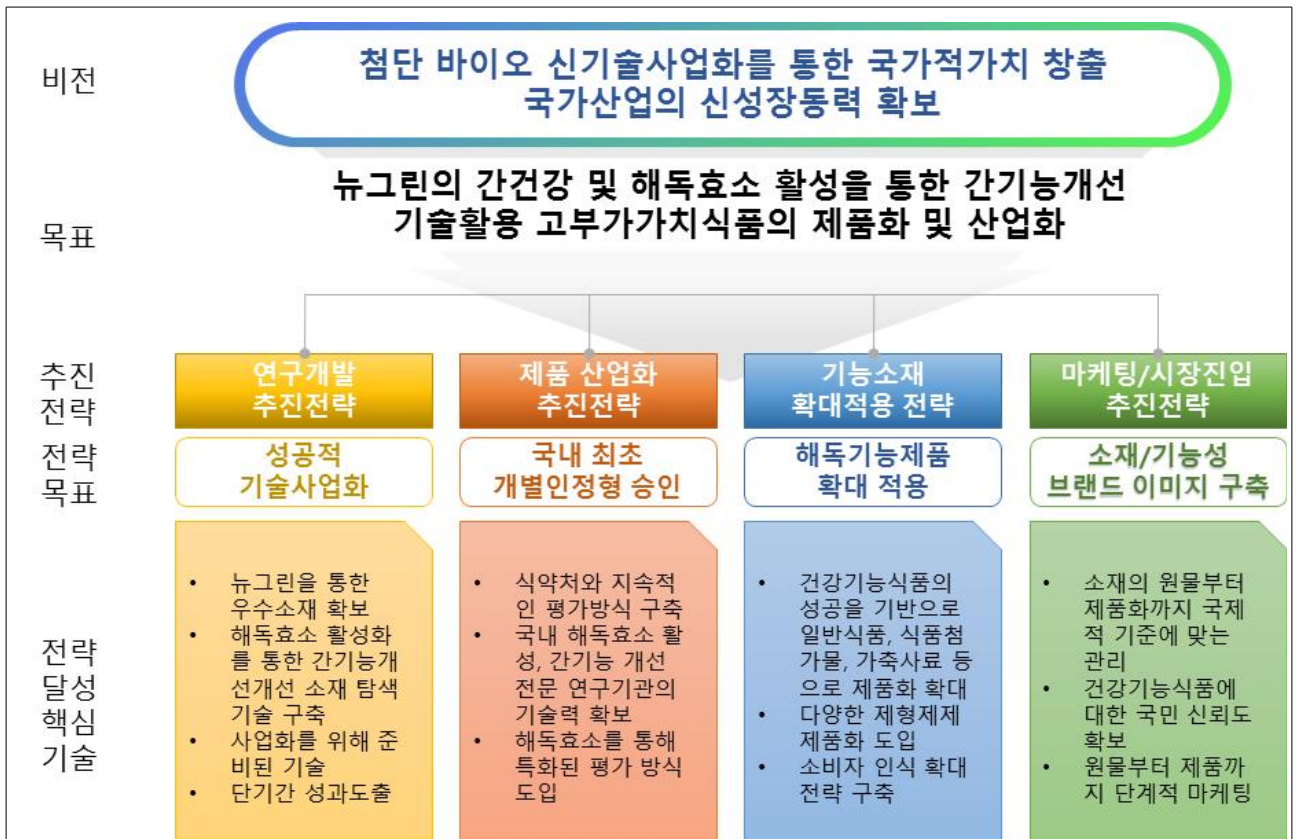 비전
첨단 바이오 신기술사업화를 통한 국가적가치 창출
국가산업의 신성장동력 확보
목표
뉴그린의 간건강 및 해독효소 활성을 통한 간기능개선
기술활용 고부가가치식품의 제품화 및 산업화
추진
전략
연구개발
추진전략
제품 산업화
추진전략
기능소재
확대적용 전략
마케팅/시장진입
추진전략
전략
목표
성공적
기술사업화
국내 최초
개별인정형 승인
해독기능제품
확대 적용
소재/기능성
브랜드 이미지 구축
전략
달성
핵심
기술
• 뉴그린을 통한
우수소재 확보
• 해독효소 활성화
를 통한 간기능개
선개선 소재 탐색
기술 구축
• 사업화를 위해 준
비된 기술
• 단기간 성과도출
• 식약처와 지속적
인 평가방식 구축
• 국내 해독효소 활
성, 간기능 개선
전문 연구기관의
기술력 확보
• 해독효소를 통해
특화된 평가 방식
도입
• 건강기능식품의
성공을 기반으로
일반식품, 식품첨
가물, 가축사료 등
으로 제품화 확대
• 다양한 제형제제
제품화 도입
• 소비자 인식 확대
전략 구축
• 소재의 원물부터
제품화까지 국제
적 기준에 맞는
관리
• 건강기능식품에
대한 국민 신뢰도
확보
• 원물부터 제품까
지 단계적 마케팅